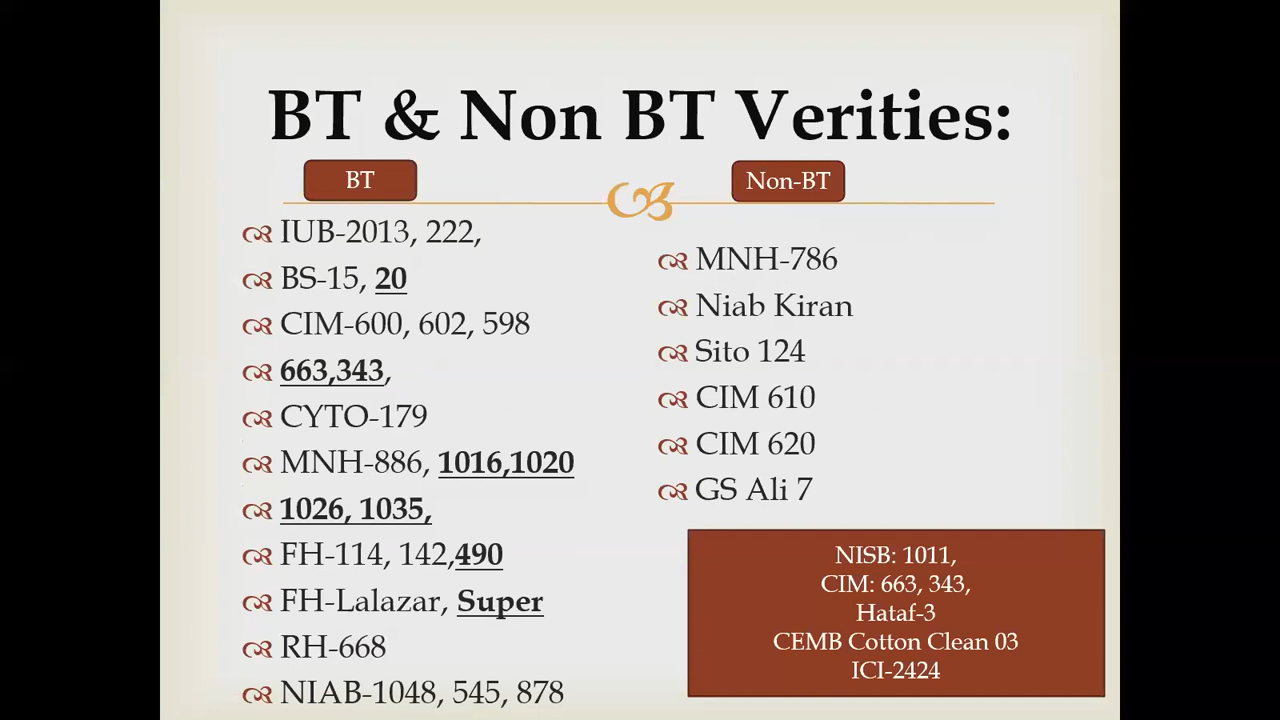 BT & Non BT Verities:
BT
IUB-2013, 222,
BS-15, 20
CIM-600, 602, 598
663,343,
CYTO-179
MNH-886, 1016,1020
1026, 1035,
FH-114, 142,490
FH-Lalazar, Super
RH-668
NIAB-1048, 545, 878
Non-BT
MNH-786
Niab Kiran
Sito 124
CIM 610
CIM 620
GS Ali 7
NISB: 1011,
CIM: 663, 343,
Hataf-3
CEMB Cotton Clean 03
ICI-2424